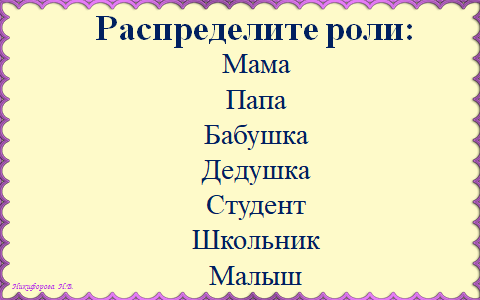 Распределите роли:
Мама
Папа
Бабушка
Дедушка
Студент
Школьник
Малыш
Никифорова Н.В.